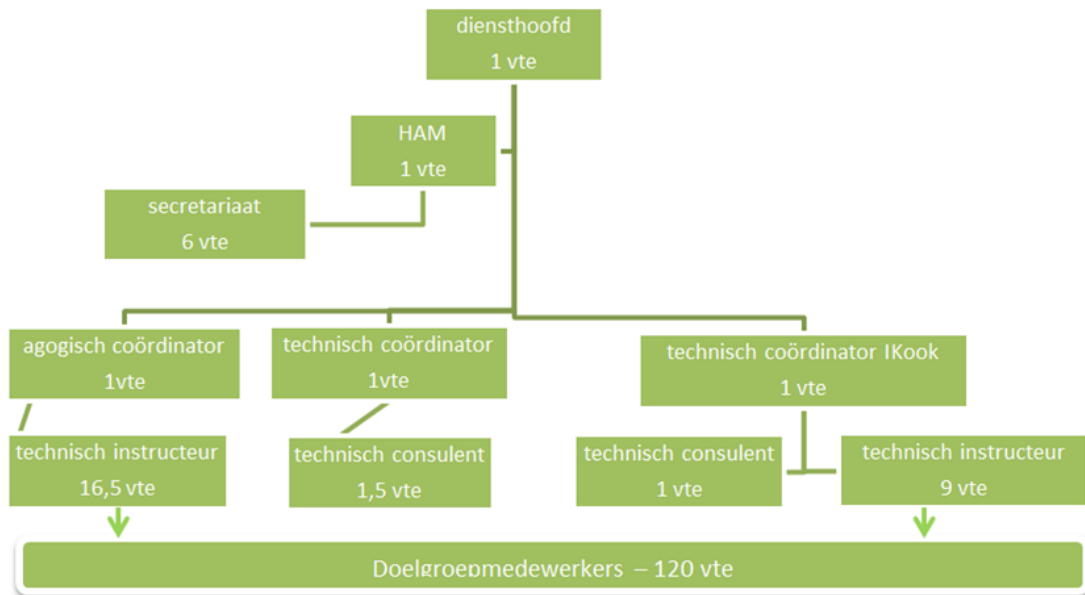 diensthoofd
1 vte
HAM
1 vte
secretariaat
6 vte
agogisch coördinator
1vte
technisch coördinator
1vte
technisch coördinator IKook
1 vte
technisch instructeur
16,5 vte
technisch consulent
1,5 vte
technisch consulent
1 vte
technisch instructeur
9 vte
Doelgroepmedewerkers – 120 vte